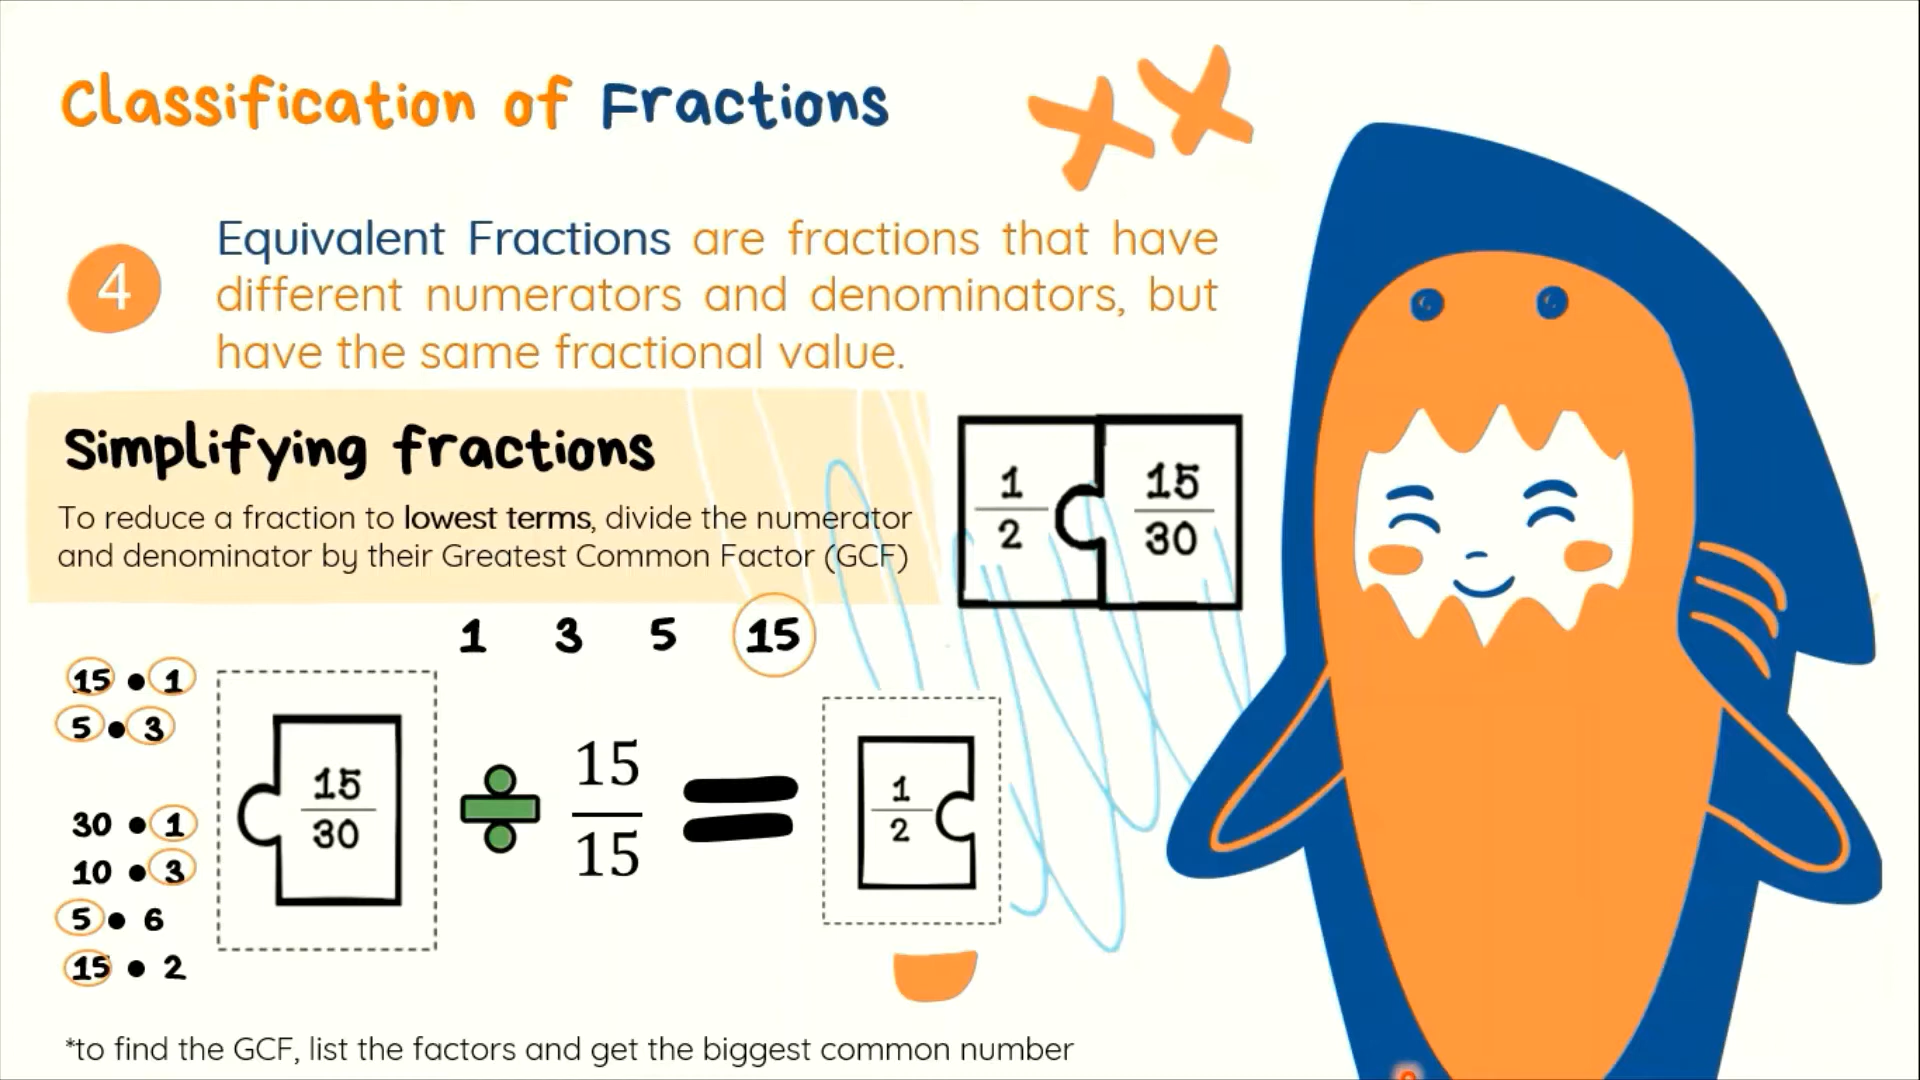 Classification of Fractions
4
Equivalent Fractions are fractions that have
different numerators and denominators, but
have the same fractional value.
Simplifying fractions
To reduce a fraction to lowest terms, divide the numerator
and denominator by their Greatest Common Factor (GCF)
1
2
15
30
1 3 5 15
15 • 1
5 • 3
30 • 1
10 • 3
5 • 6
15 • 2
15
30
÷
15
15
=
1
2
*to find the GCF, list the factors and get the biggest common number